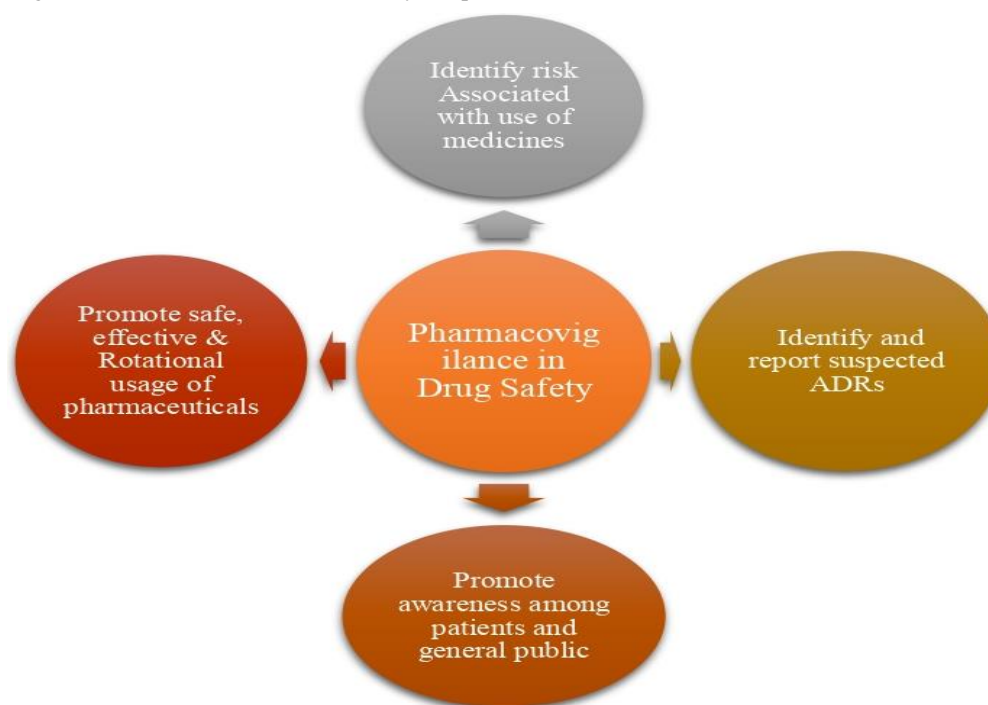 Identify risk
Associated
with use of
medicines
Promote safe,
effective &
Rotational
usage of
pharmaceuticals
Pharmacovig
ilance in
Drug Safety
Identify and
report suspected
ADRs
Promote
awareness among
patients and
general public